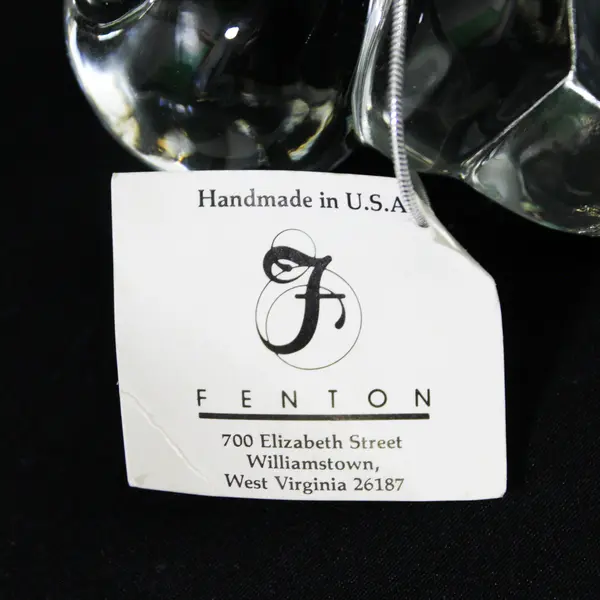 Handmade in U.S.A
F
FENTON
700 Elizabeth Street
Williamstown,
West Virginia 26187